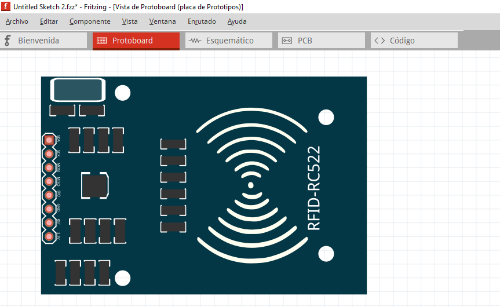 Untitled Sketch 2.fzz* - Fritzing - [Vista de Protoboard (placa de Prototipos)]
Archivo Editar Componente Vista Ventana Enrutado Ayuda
Bienvenida Protoboard Esquemático PCB Código
RFID-RC522